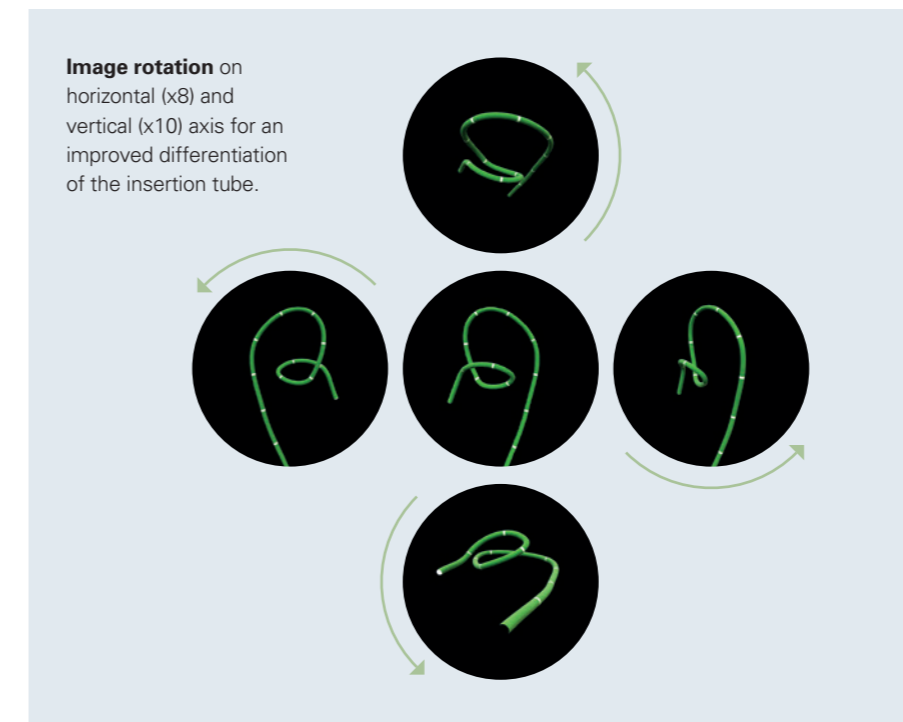 Image rotation on
horizontal (x8) and
vertical (x10) axis for an
improved differentiation
of the insertion tube.